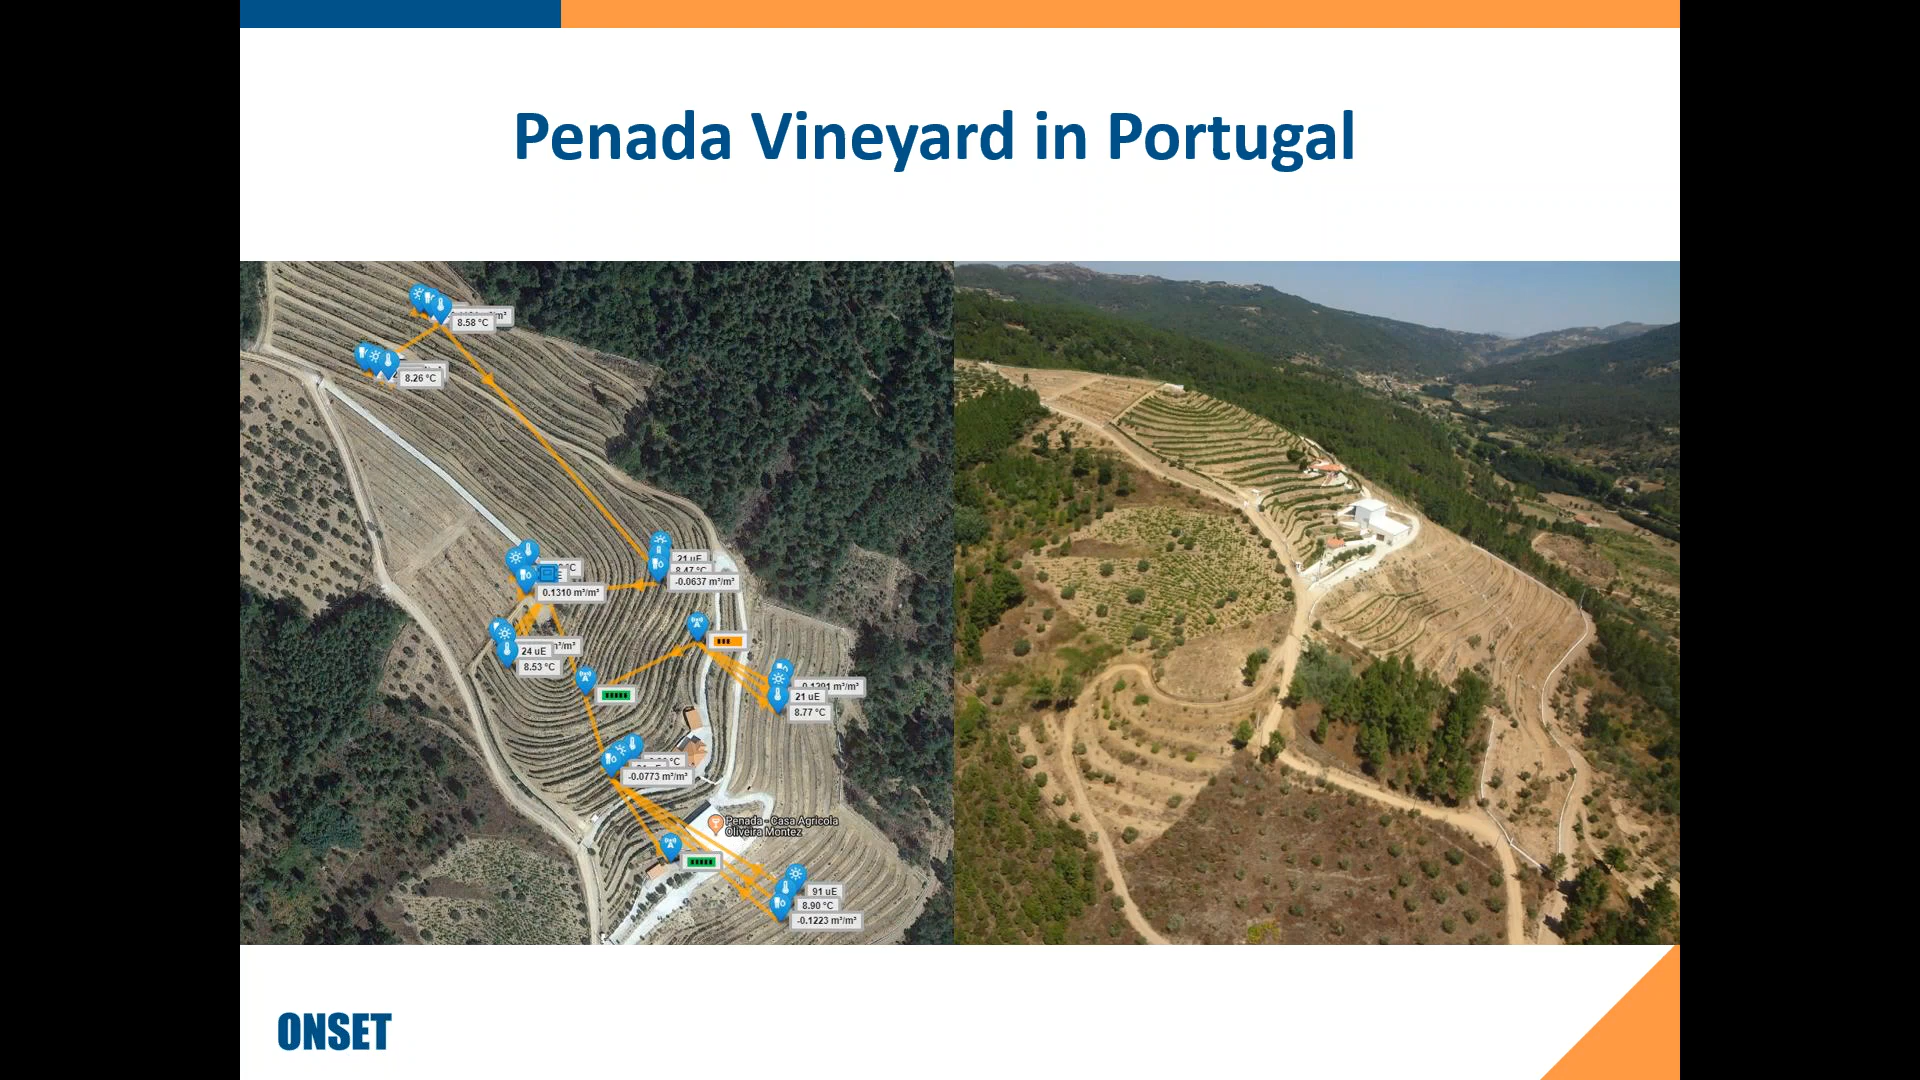 Penada Vineyard in Portugal
8.58 °C
8.26 °C
21 uE
8.47 °C
-0.0637 m³/m³
0.1310 m³/m³
24 uE
8.53 °C
21 uE
8.77 °C
-0.0773 m³/m³
Penada - Casa Agricola
Oliveira Montez
91 uE
8.90 °C
-0.1223 m³/m³
ONSET